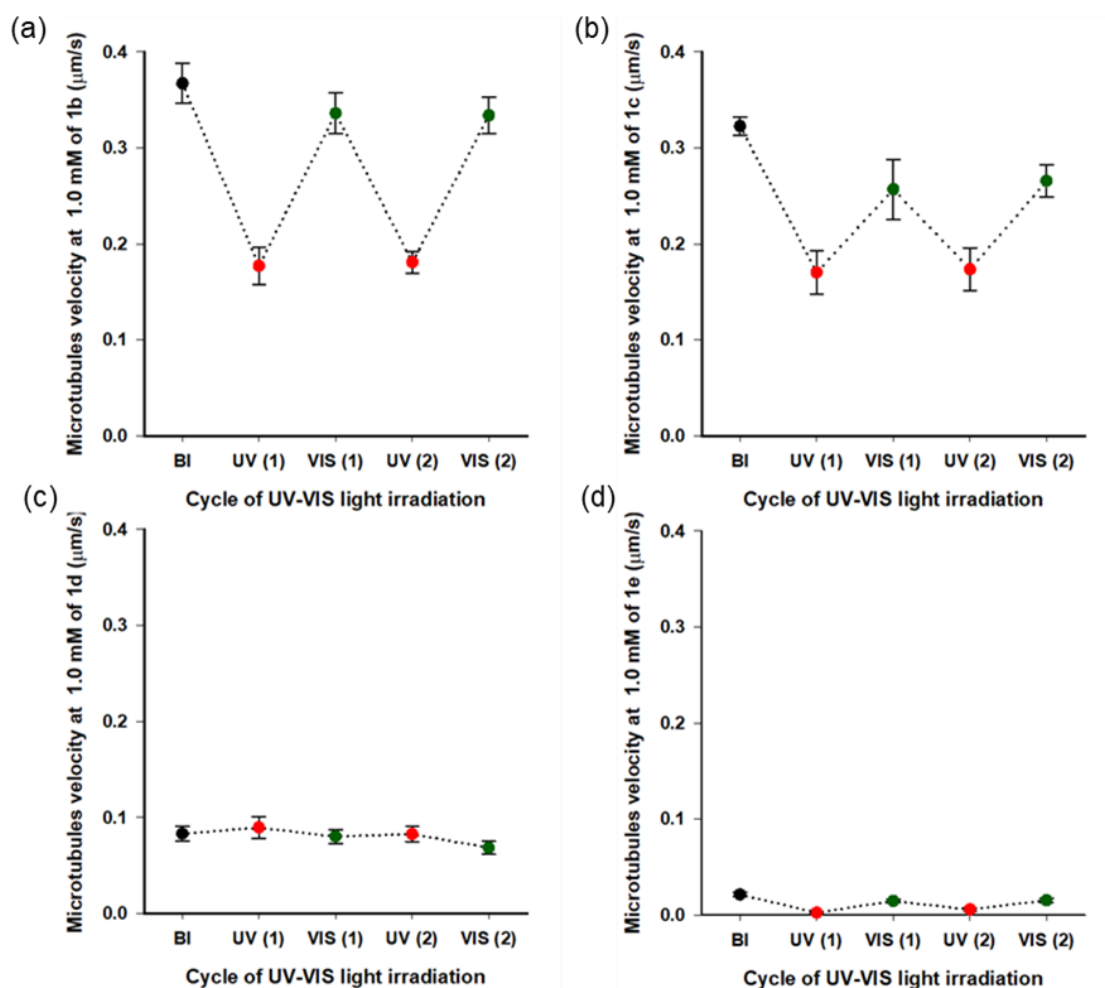 (a)
Microtubules velocity at 1.0 mM of 1b (μm/s)
0.4
0.3
0.2
0.1
0.0
BI UV (1) VIS (1) UV (2) VIS (2)
Cycle of UV-VIS light irradiation
(b)
Microtubules velocity at 1.0 mM of 1c (μm/s)
0.4
0.3
0.2
0.1
0.0
BI UV (1) VIS (1) UV (2) VIS (2)
Cycle of UV-VIS light irradiation
(c)
Microtubules velocity at 1.0 mM of 1d (μm/s)
0.4
0.3
0.2
0.1
0.0
BI UV (1) VIS (1) UV (2) VIS (2)
Cycle of UV-VIS light irradiation
(d)
Microtubules velocity at 1.0 mM of 1e (μm/s)
0.4
0.3
0.2
0.1
0.0
BI UV (1) VIS (1) UV (2) VIS (2)
Cycle of UV-VIS light irradiation